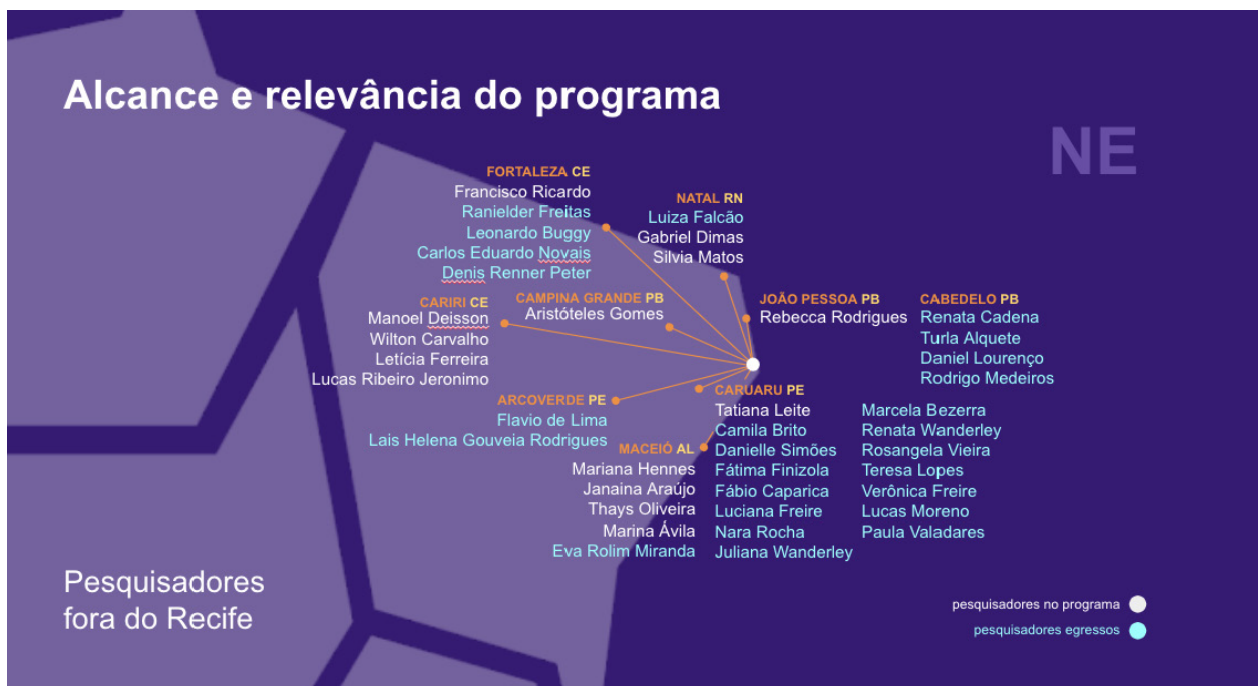 Alcance e relevância do programa
NE
FORTALEZA CE
Francisco Ricardo
Ranielder Freitas
Leonardo Buggy
Carlos Eduardo Novais
Denis Renner Peter
NATAL RN
Luiza Falcão
Gabriel Dimas
Silvia Matos
CARIRI CE
Manoel Deisson
Wilton Carvalho
Letícia Ferreira
Lucas Ribeiro Jeronimo
CAMPINA GRANDE PB
Aristóteles Gomes
JOÃO PESSOA PB
Rebecca Rodrigues
CABEDELO PB
Renata Cadena
Turla Alquete
Daniel Lourenço
Rodrigo Medeiros
ARCOVERDE PE
Flavio de Lima
Lais Helena Gouveia Rodrigues
MACEIÓ AL
Mariana Hennes
Janaina Araújo
Thays Oliveira
Marina Ávila
Eva Rolim Miranda
CARUARU PE
Tatiana Leite
Camila Brito
Danielle Simões
Fátima Finizola
Fábio Caparica
Luciana Freire
Nara Rocha
Juliana Wanderley
Marcela Bezerra
Renata Wanderley
Rosangela Vieira
Teresa Lopes
Verônica Freire
Lucas Moreno
Paula Valadares
Pesquisadores
fora do Recife
pesquisadores no programa
pesquisadores egressos